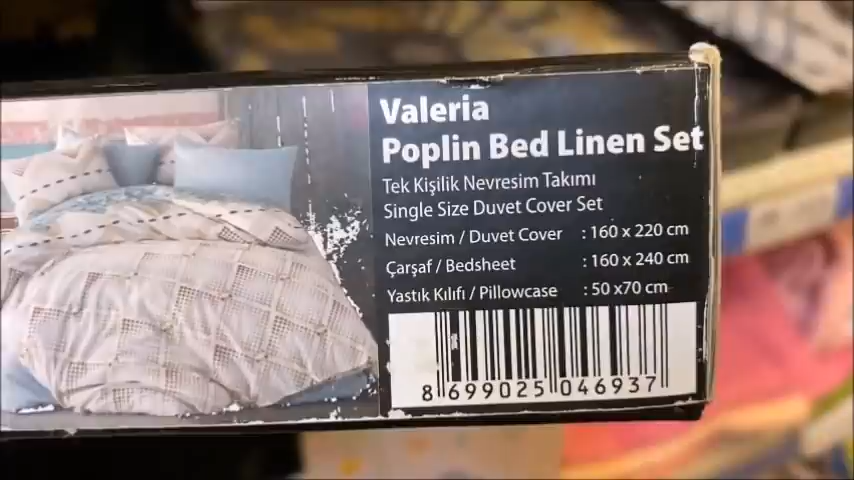 Valeria
Poplin Bed Linen Set
Tek Kişilik Nevresim Takımı
Single Size Duvet Cover Set
Nevresim / Duvet Cover : 160 x 220 cm
Çarşaf / Bedsheet : 160 x 240 cm
Yastık Kılıfı / Pillowcase : 50 x70 cm
8 699025 046937